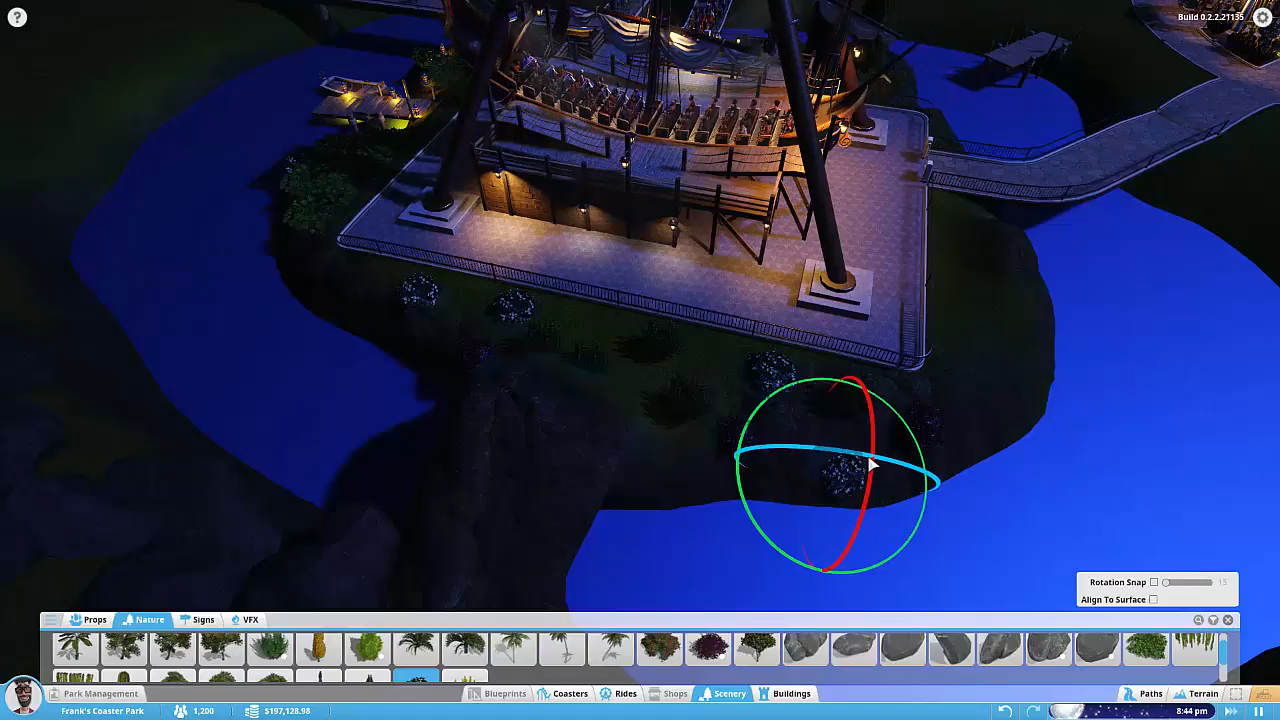 ?
Build 0.2.2.21135
Rotation Snap 15
Align To Surface
Props Nature Signs VFX
Park Management Blueprints Coasters Rides Shops Scenery Buildings Paths Terrain
Frank's Coaster Park 1,200 $197,128.98 8:44 pm